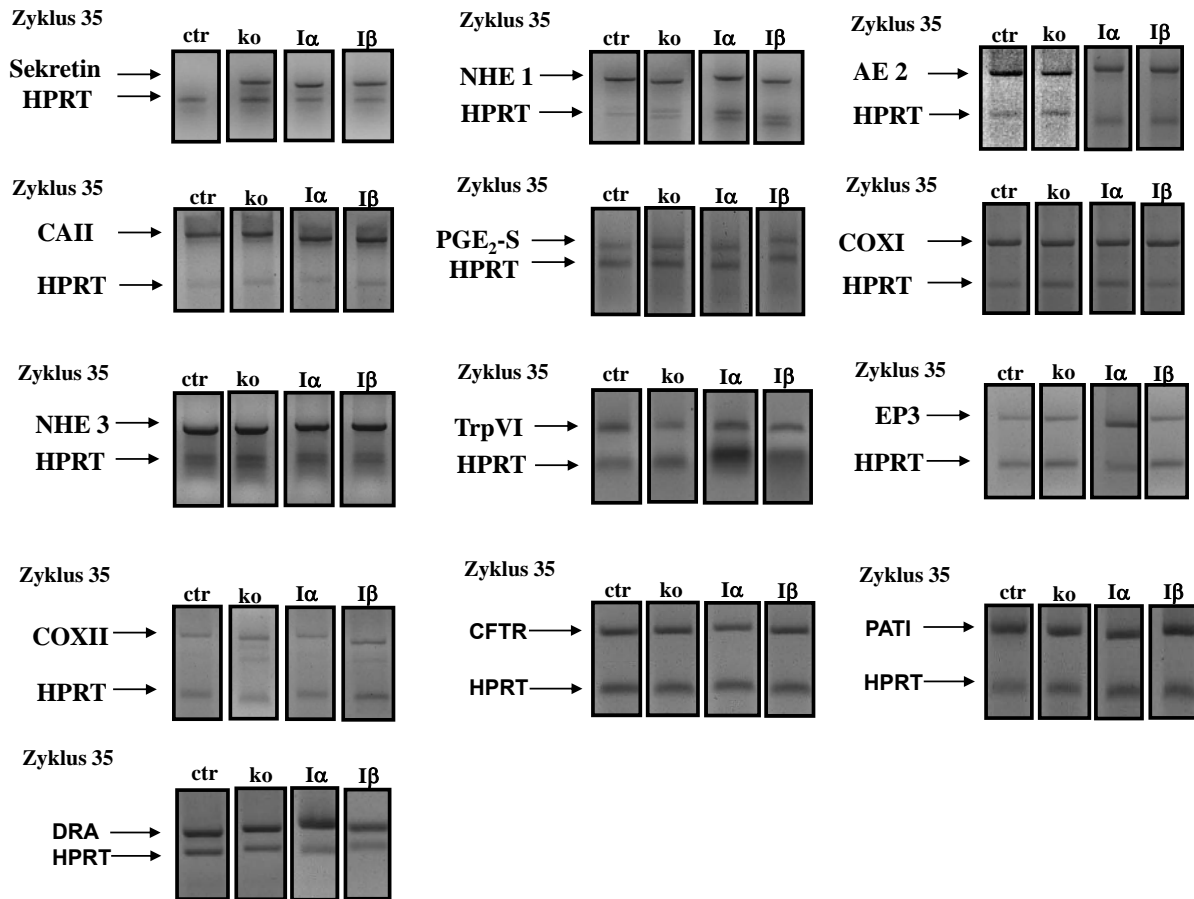 Zyklus 35
ctr ko Iα Iβ
Sekretin
HPRT
Zyklus 35
ctr ko Iα Iβ
NHE 1
HPRT
Zyklus 35
ctr ko Iα Iβ
AE 2
HPRT
Zyklus 35
ctr ko Iα Iβ
CAII
HPRT
Zyklus 35
ctr ko Iα Iβ
PGE₂-S
HPRT
Zyklus 35
ctr ko Iα Iβ
COXI
HPRT
Zyklus 35
ctr ko Iα Iβ
NHE 3
HPRT
Zyklus 35
ctr ko Iα Iβ
TrpVI
HPRT
Zyklus 35
ctr ko Iα Iβ
EP3
HPRT
Zyklus 35
ctr ko Iα Iβ
COXII
HPRT
Zyklus 35
ctr ko Iα Iβ
CFTR
HPRT
Zyklus 35
ctr ko Iα Iβ
PATI
HPRT
Zyklus 35
ctr ko Iα Iβ
DRA
HPRT